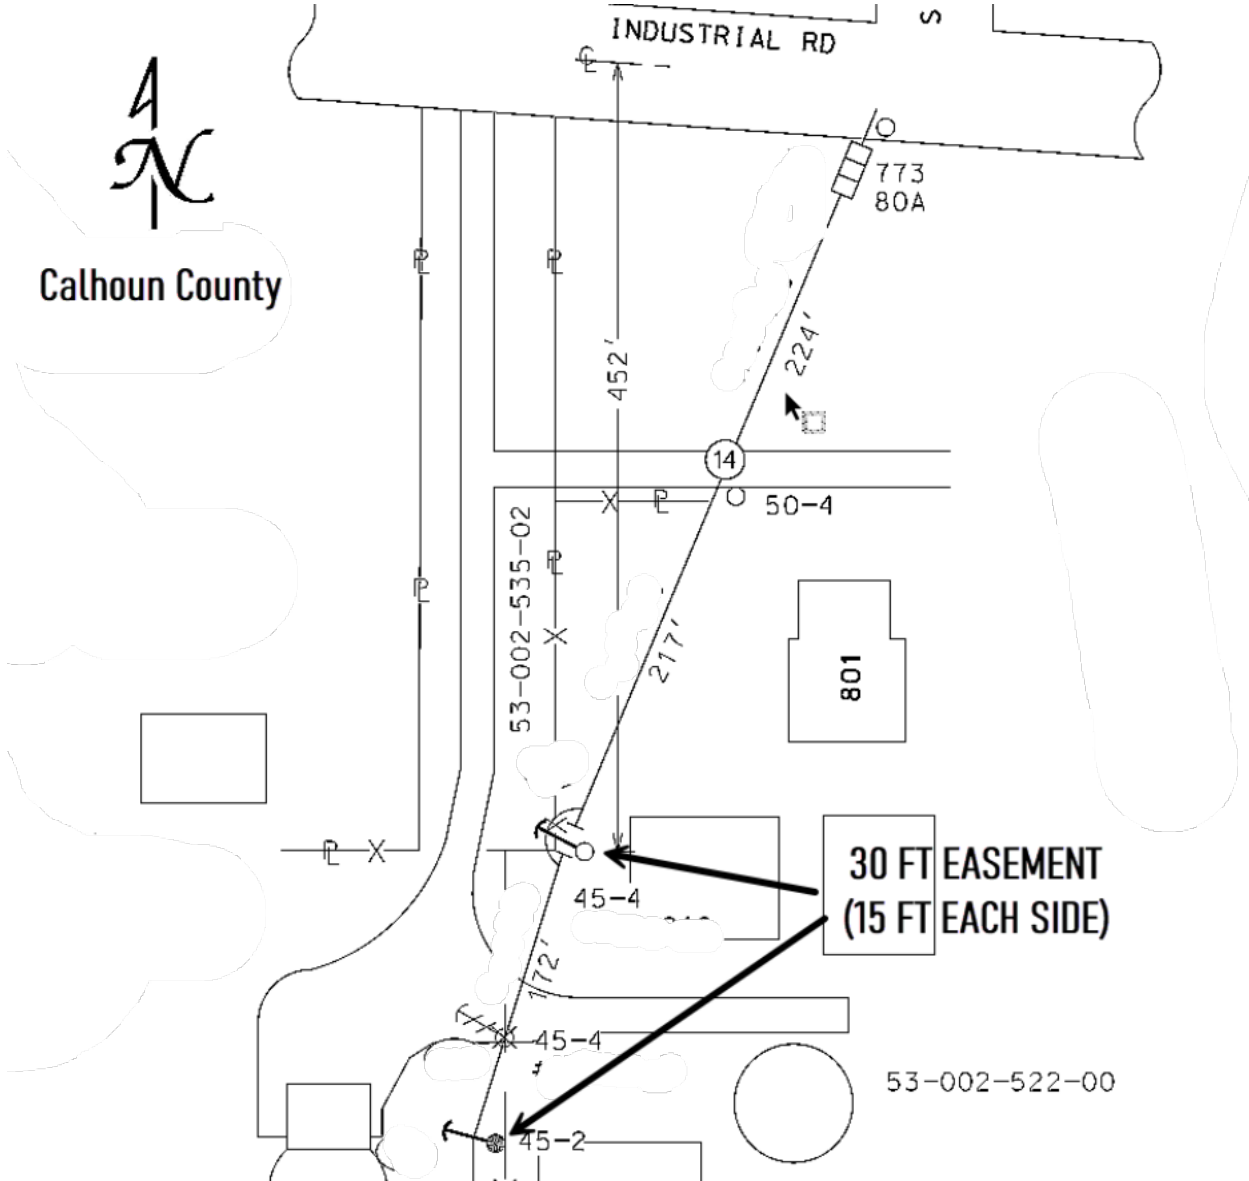 INDUSTRIAL RD
S
N
Calhoun County
773
80A
452'
224'
14
50-4
53-002-535-02
217'
801
30 FT EASEMENT
(15 FT EACH SIDE)
45-4
172'
45-4
53-002-522-00
45-2